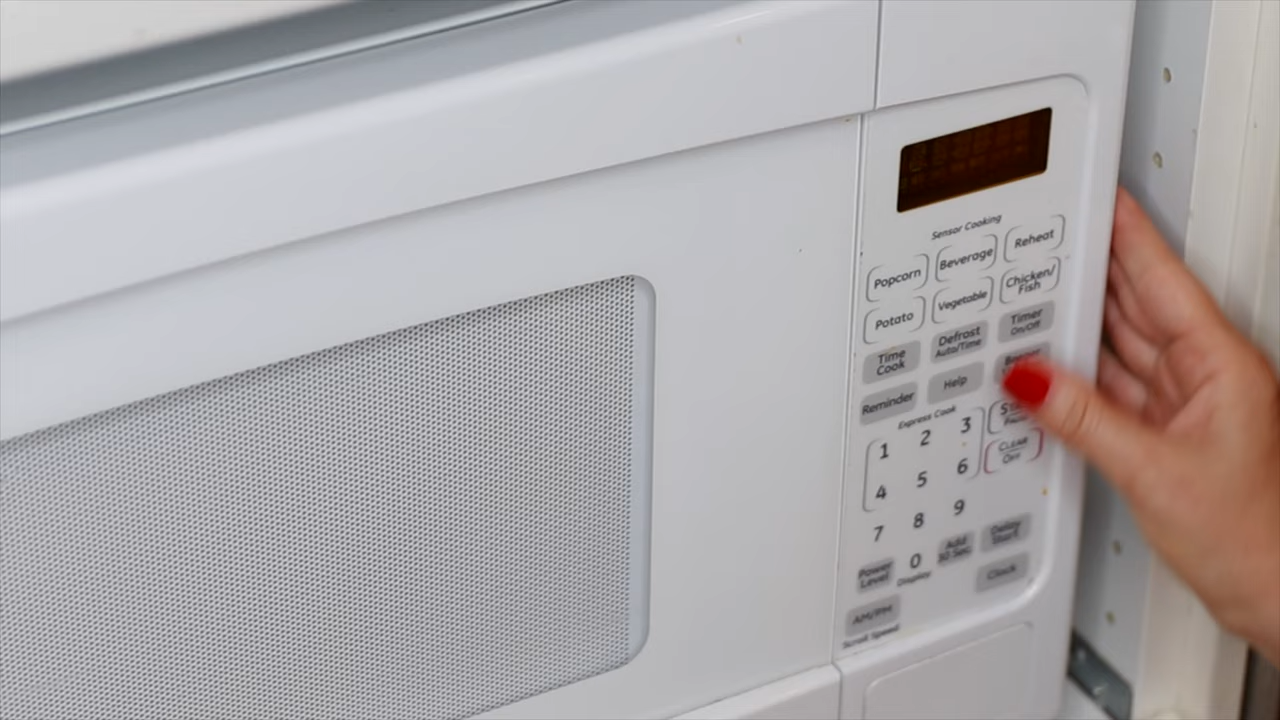 Sensor Cooking
Popcorn Beverage Reheat
Potato Vegetable Chicken/
Fish
Time
Cook
Defrost
Auto/Time
Timer
On/Off
Reminder Help
Express Cook
1 2 3
4 5 6
CLEAR
OFF
7 8 9
Power
Level
0
Display
Add
30 Sec
Delay
Start
Clock
AM/PM
Scroll Speed